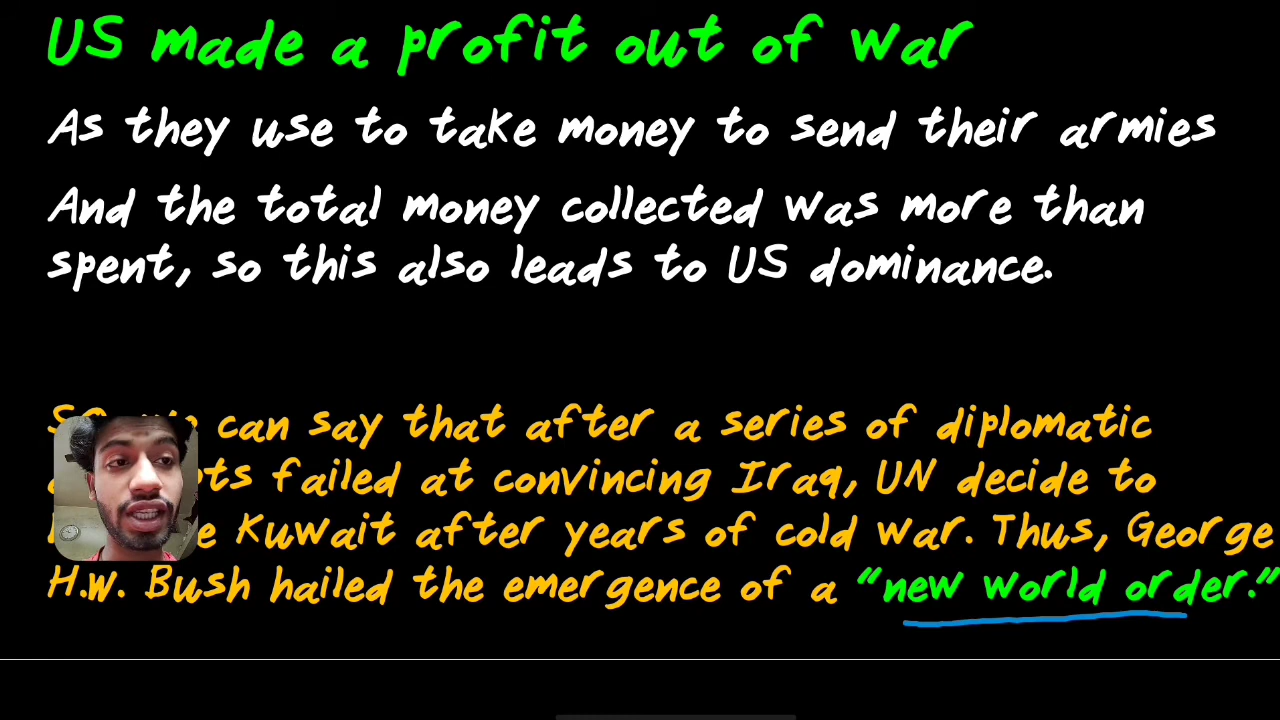 US made a profit out of war
As they use to take money to send their armies
And the total money collected was more than
spent, so this also leads to US dominance.
can say that after a series of diplomatic
failed at convincing Iraq, UN decide to
Kuwait after years of cold war. Thus, George
H.W. Bush hailed the emergence of a "new world order."